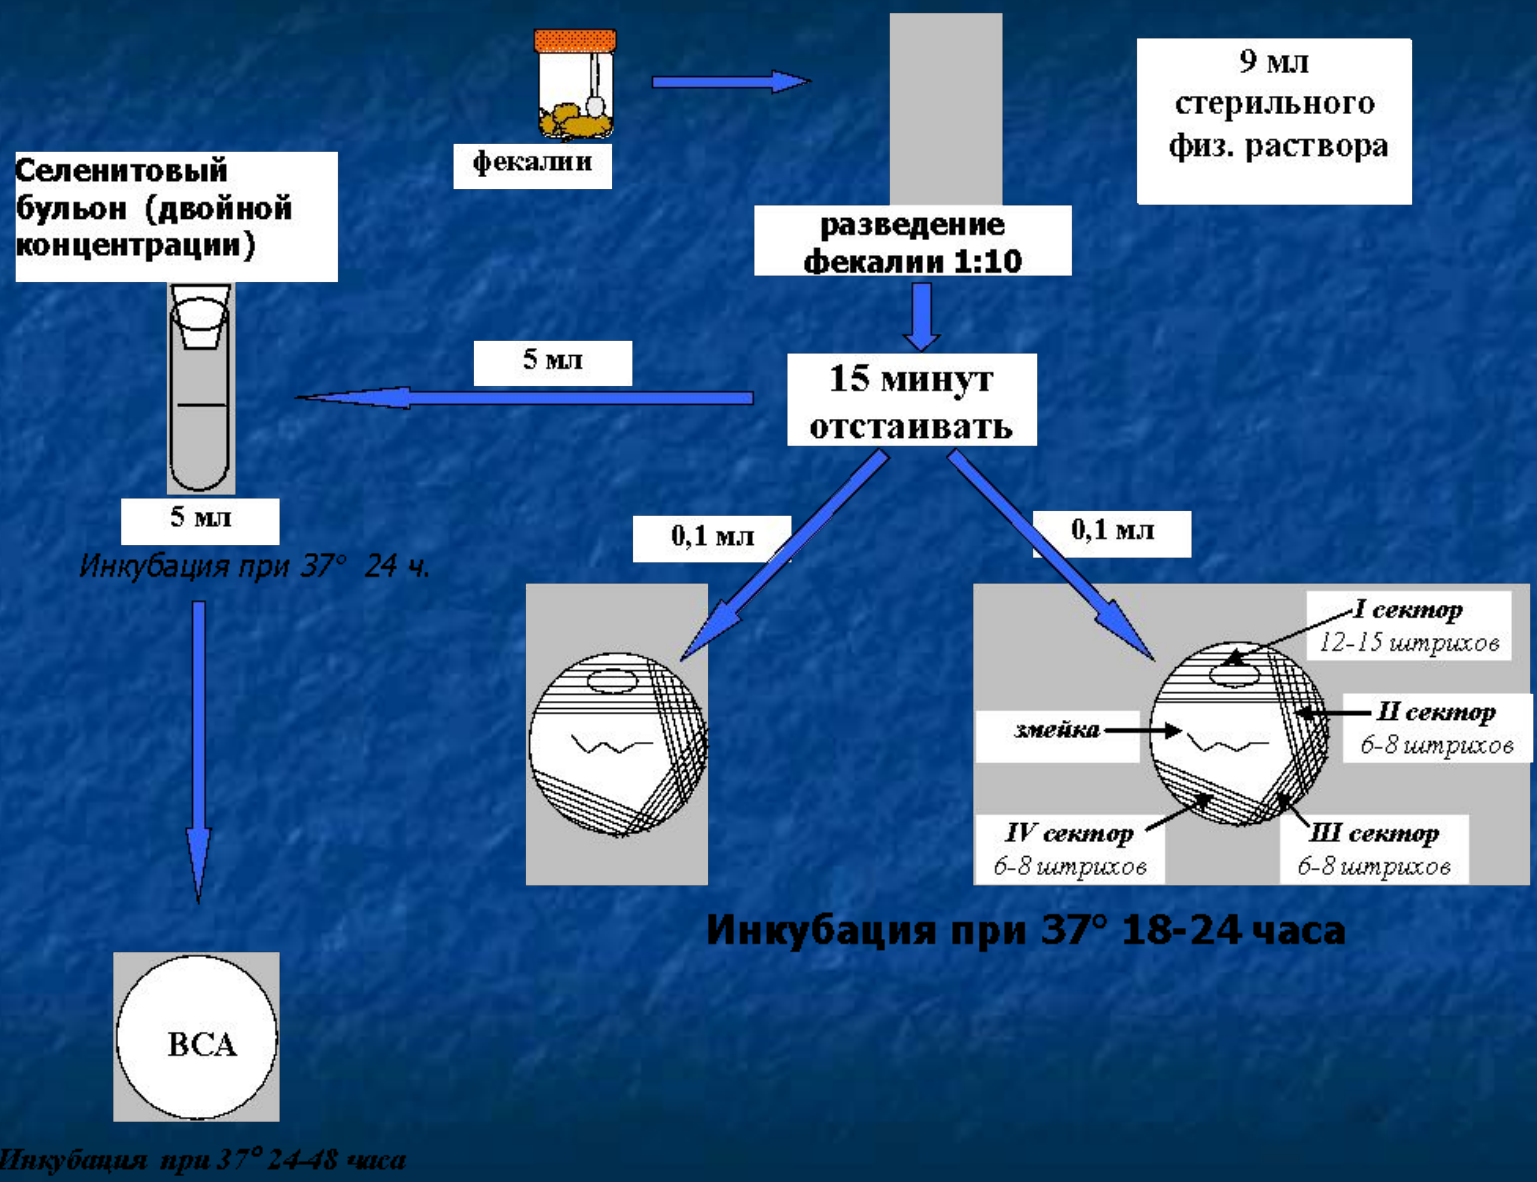 фекалии
9 мл
стерильного
физ. раствора
Селенитовый
бульон (двойной
концентрации)
разведение
фекалии 1:10
5 мл
15 минут
отстаивать
5 мл
Инкубация при 37° 24 ч.
0,1 мл
0,1 мл
I сектор
12-15 штрихов
змейка
II сектор
6-8 штрихов
IV сектор
6-8 штрихов
III сектор
6-8 штрихов
Инкубация при 37° 18-24 часа
ВСА
Инкубация при 37° 24-48 часа